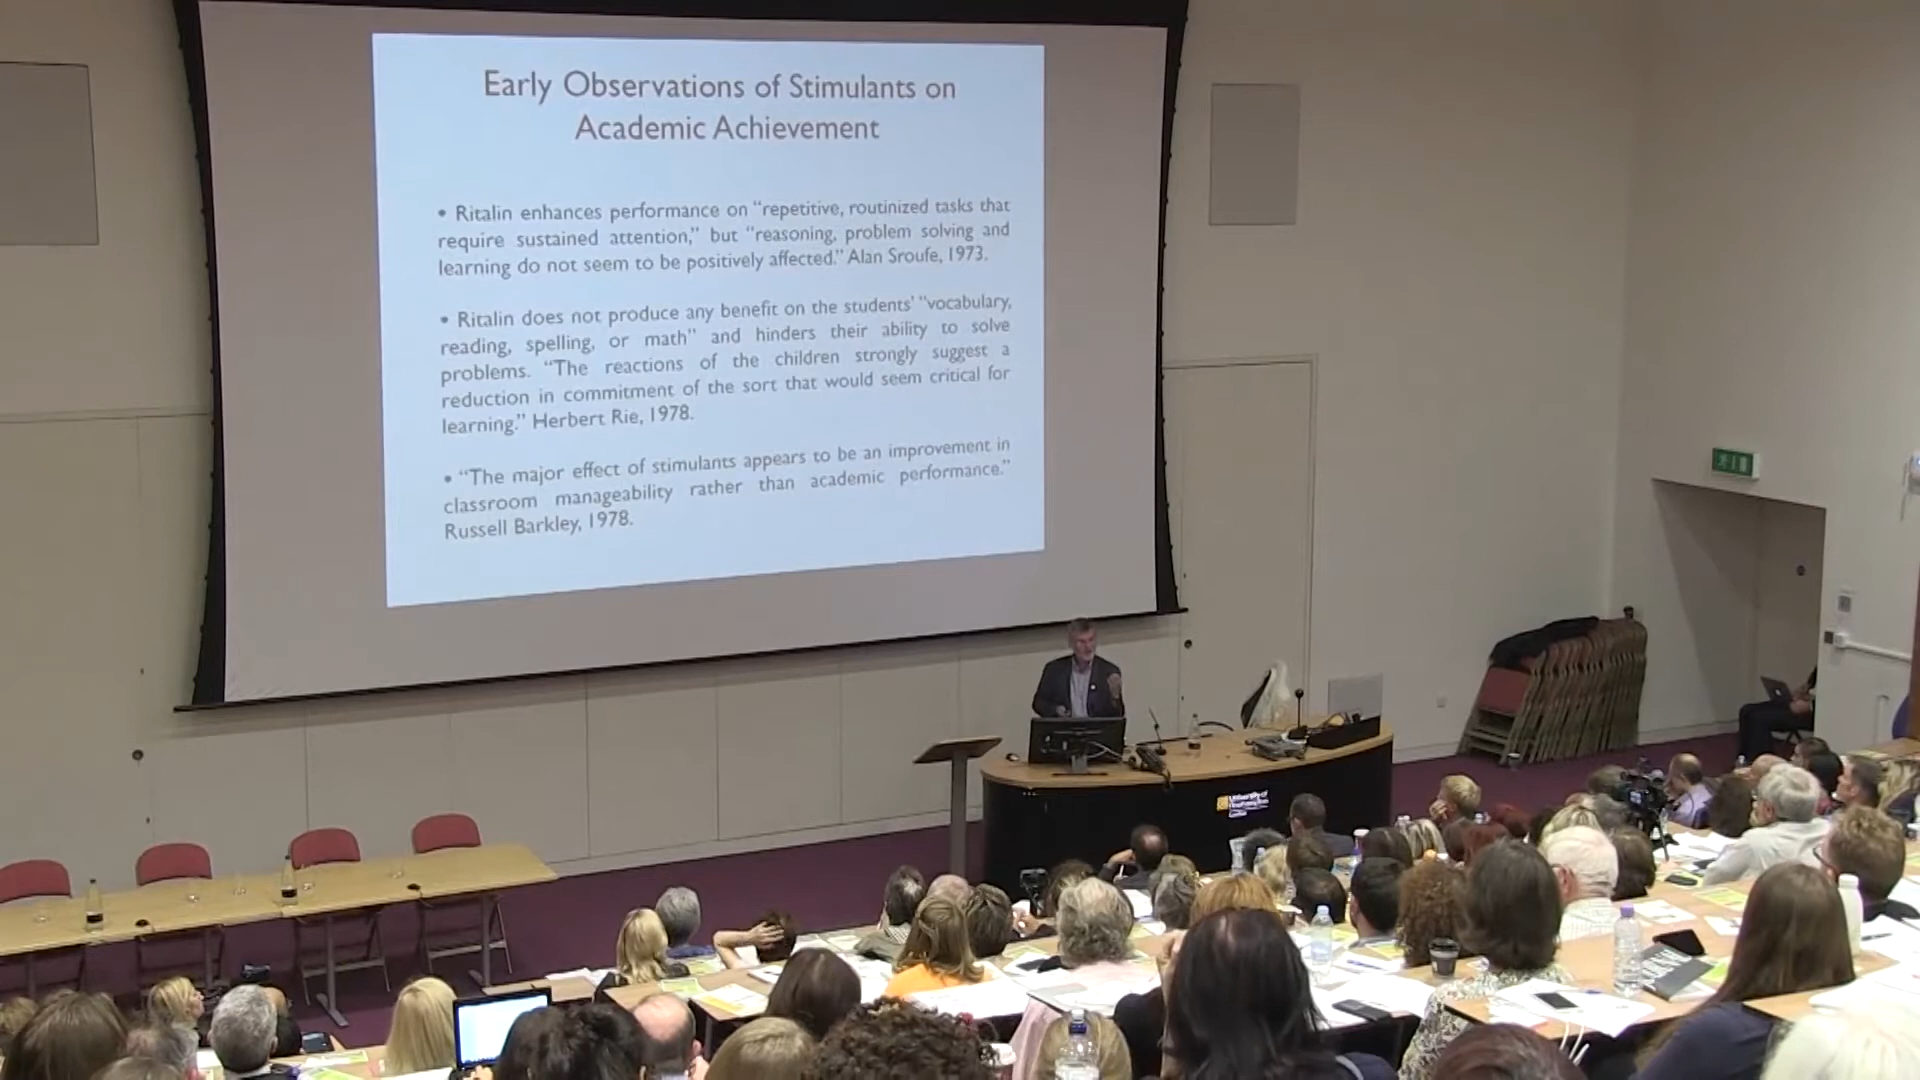 Early Observations of Stimulants on
Academic Achievement
• Ritalin enhances performance on “repetitive, routinized tasks that
require sustained attention,” but “reasoning, problem solving and
learning do not seem to be positively affected.” Alan Sroufe, 1973.
• Ritalin does not produce any benefit on the students’ “vocabulary,
reading, spelling, or math” and hinders their ability to solve
problems. “The reactions of the children strongly suggest a
reduction in commitment of the sort that would seem critical for
learning.” Herbert Rie, 1978.
• “The major effect of stimulants appears to be an improvement in
classroom manageability rather than academic performance.”
Russell Barkley, 1978.
University of